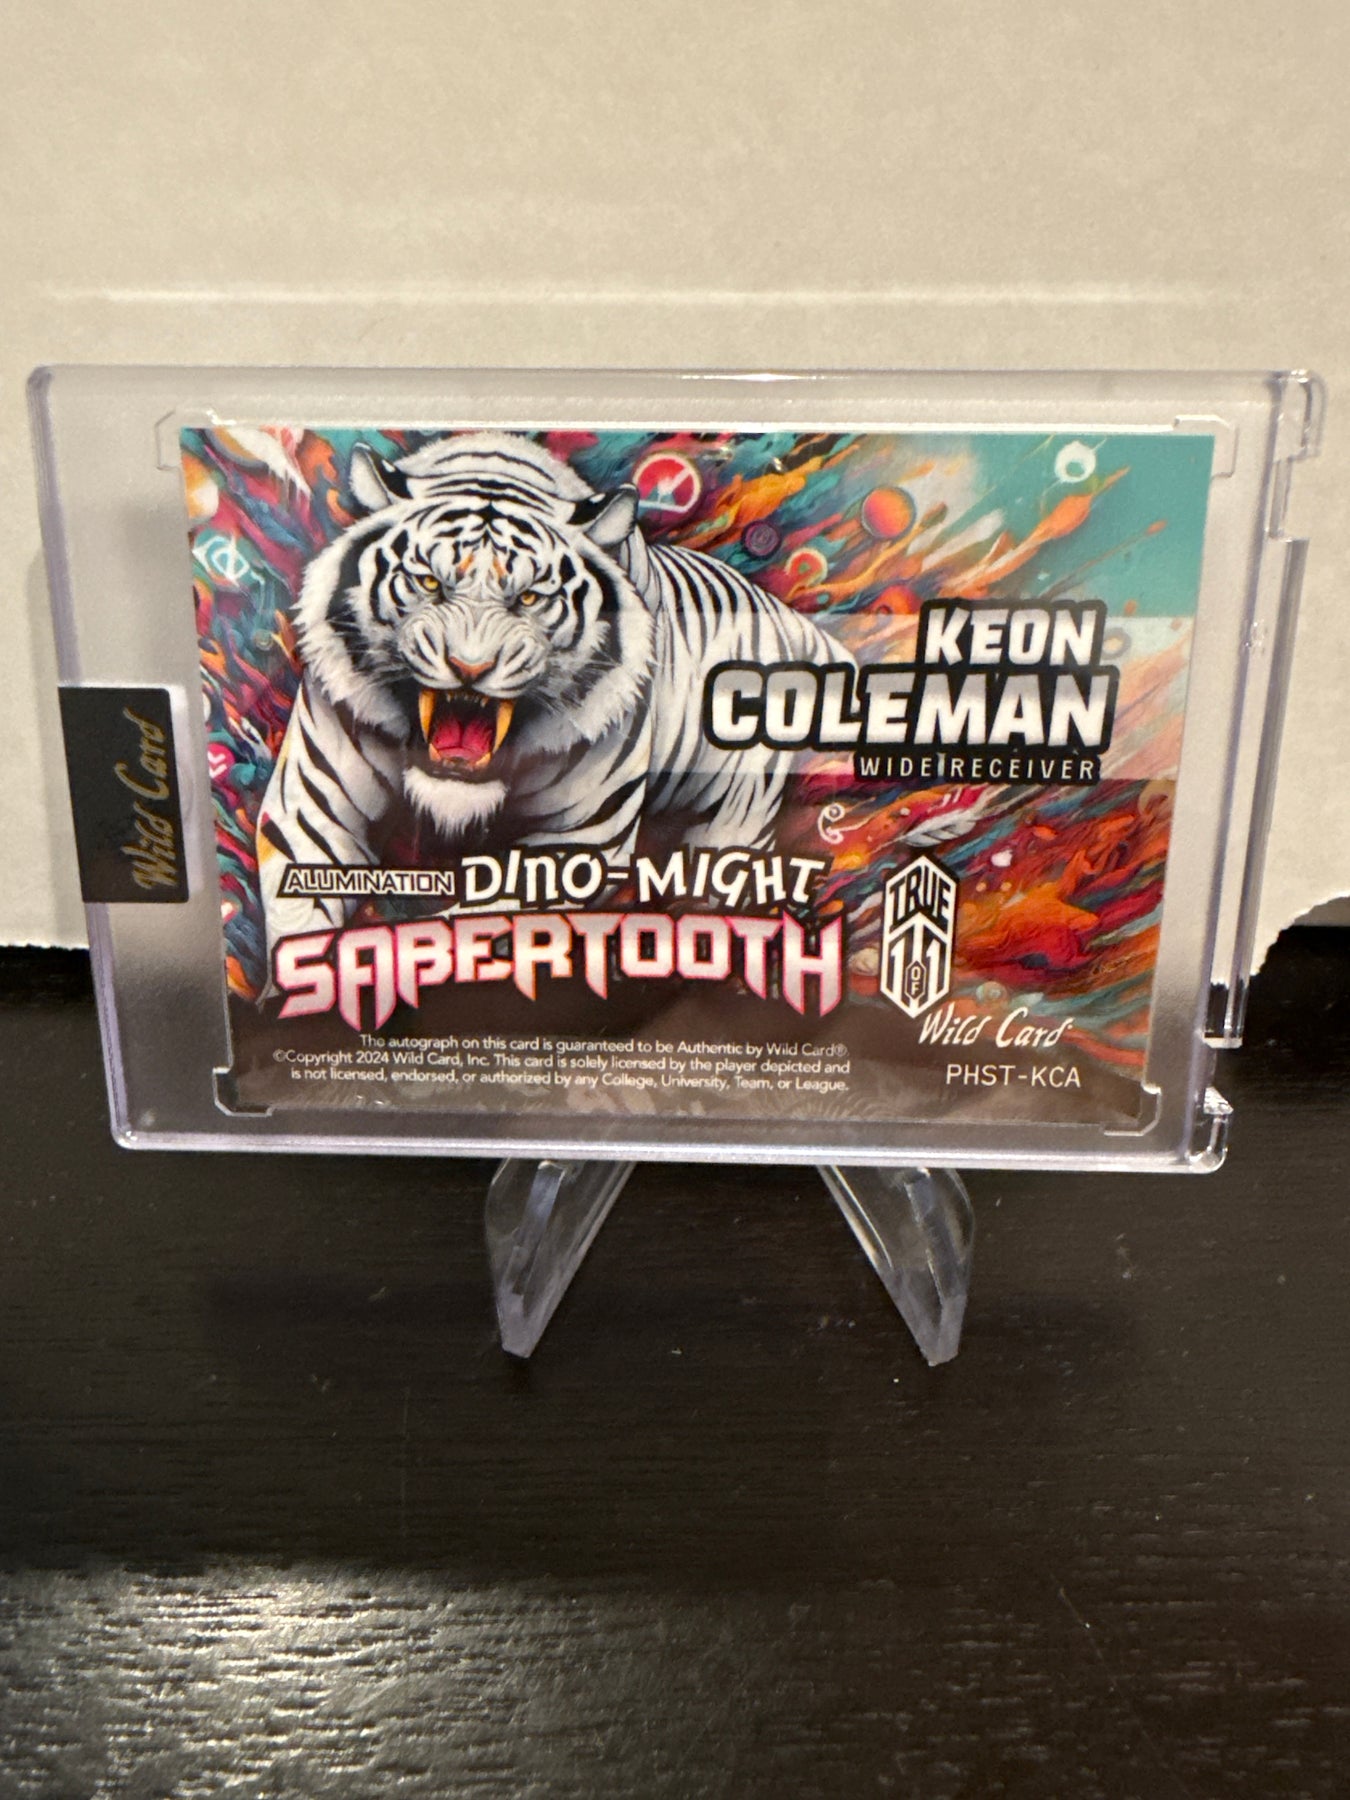 KEON
COLEMAN
WIDE RECEIVER
Wild Card
ALUMINATION DINO-MIGHT
SABERTOOTH
TRUE
1 OF 1
Wild Card
PHST-KCA
The autograph on this card is guaranteed to be Authentic by Wild Card®.
©Copyright 2024 Wild Card, Inc. This card is solely licensed by the player depicted and
is not licensed, endorsed, or authorized by any College, University, Team, or League.